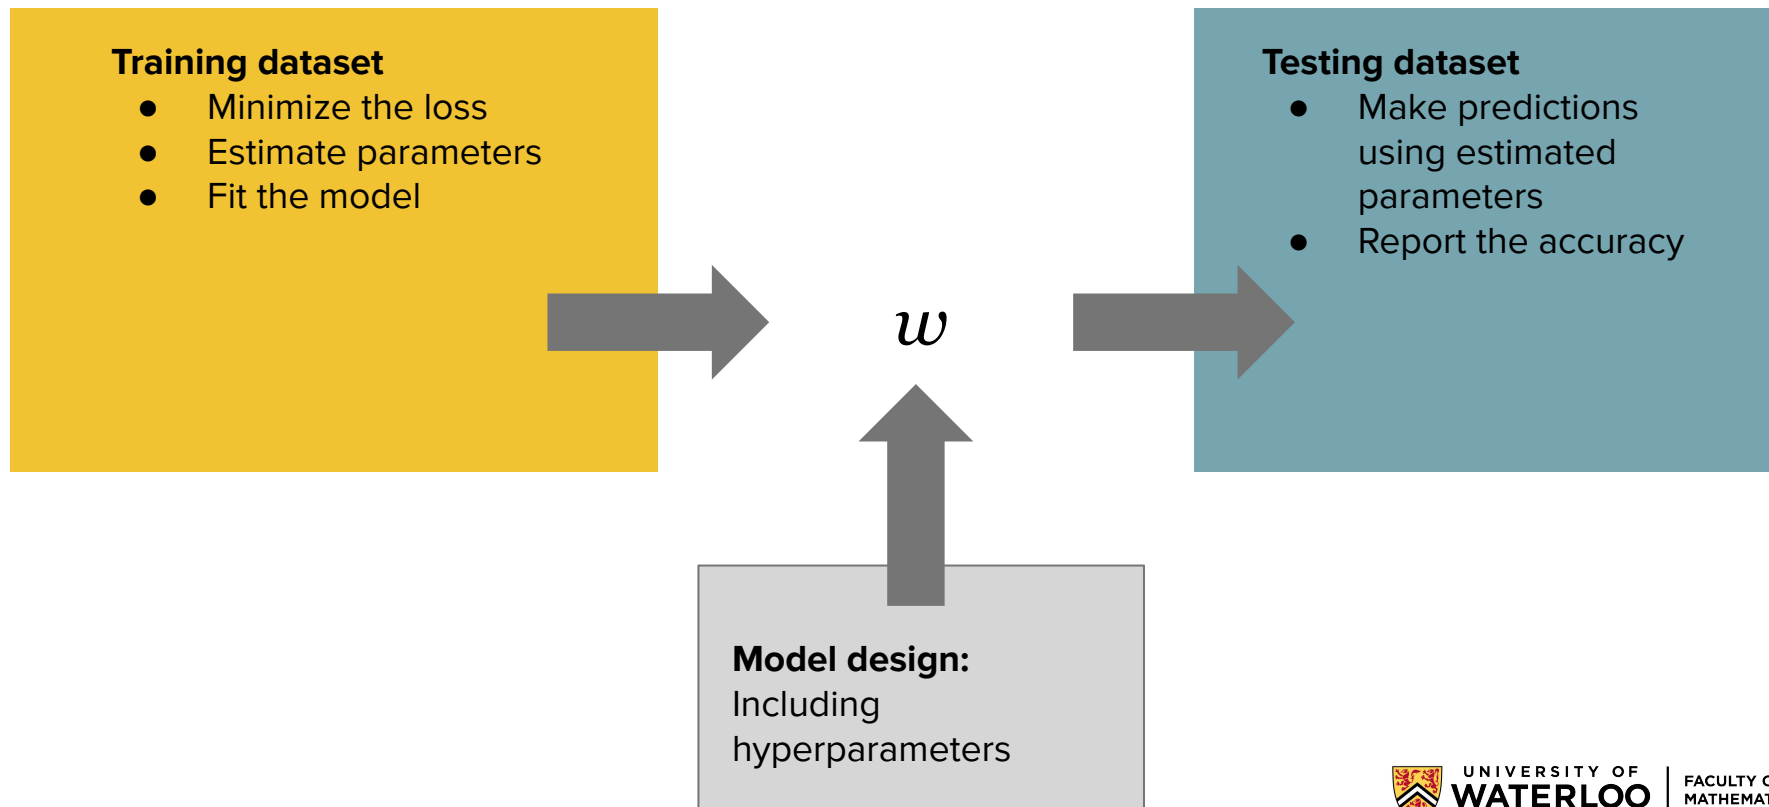 Training dataset
● Minimize the loss
● Estimate parameters
● Fit the model
w
Testing dataset
● Make predictions
using estimated
parameters
● Report the accuracy
Model design:
Including
hyperparameters
UNIVERSITY OF
WATERLOO
FACULTY